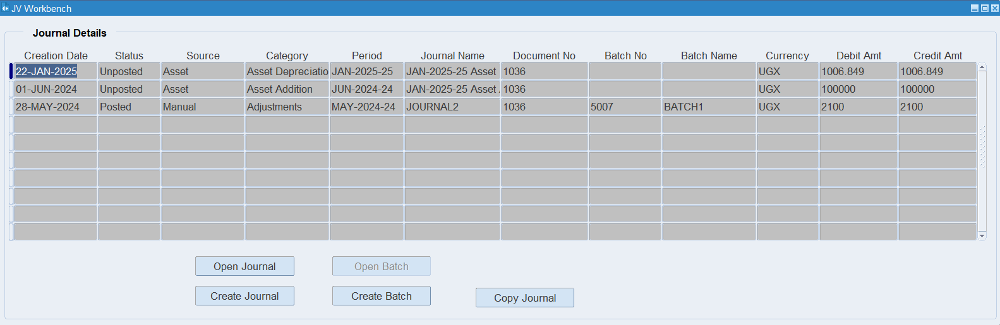 JV Workbench
Journal Details
Creation Date Status Source Category Period Journal Name Document No Batch No Batch Name Currency Debit Amt Credit Amt
22-JAN-2025 Unposted Asset Asset Depreciatio JAN-2025-25 JAN-2025-25 Asset 1036 UGX 1006.849 1006.849
01-JUN-2024 Unposted Asset Asset Addition JUN-2024-24 JAN-2025-25 Asset 1036 UGX 100000 100000
28-MAY-2024 Posted Manual Adjustments MAY-2024-24 JOURNAL2 1036 5007 BATCH1 UGX 2100 2100
Open Journal Open Batch
Create Journal Create Batch Copy Journal